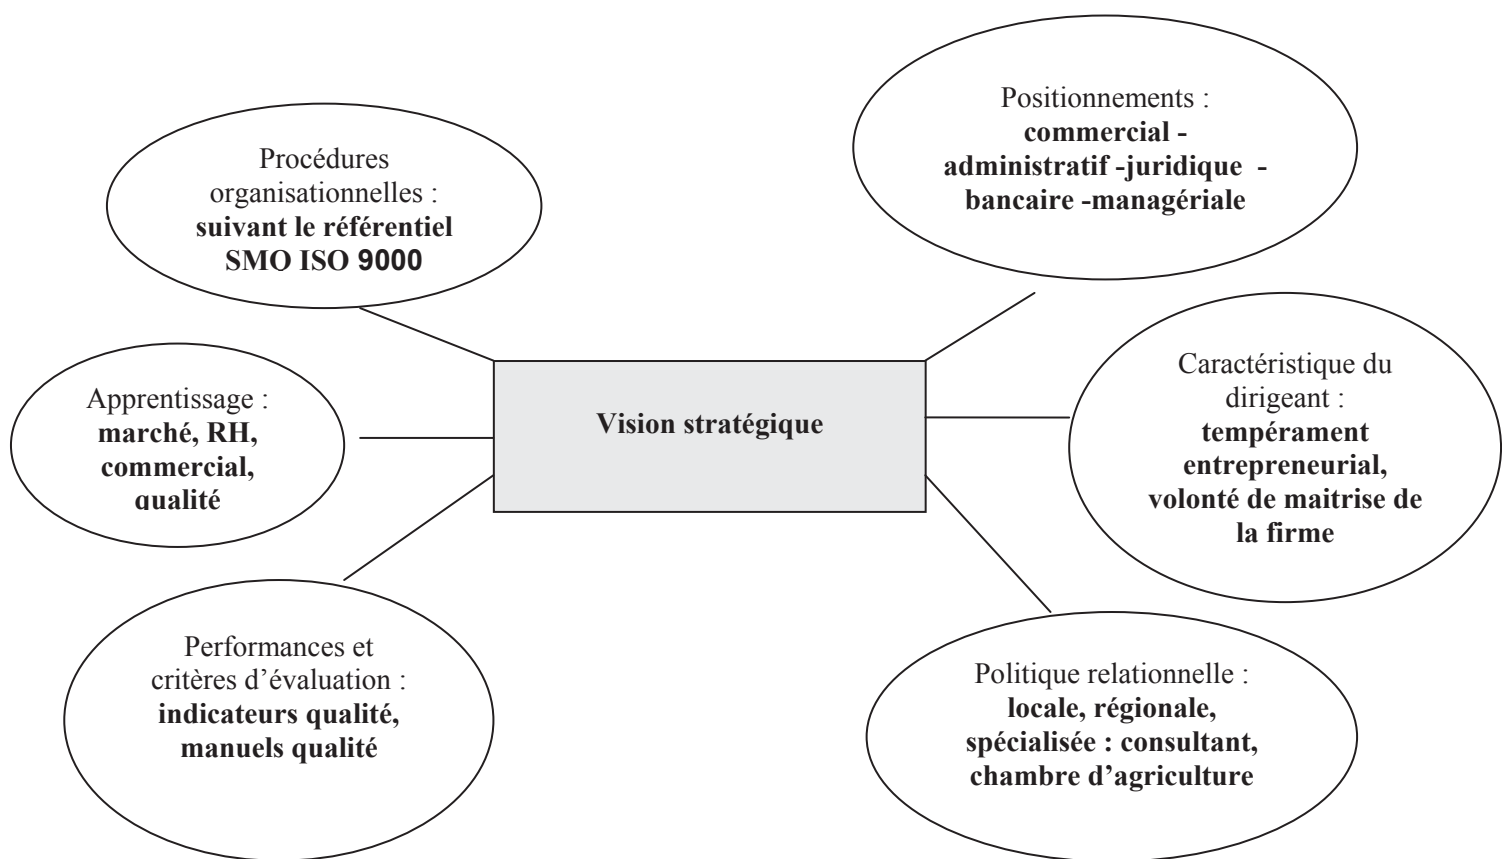 Procédures
organisationnelles :
suivant le référentiel
SMO ISO 9000
Positionnements :
commercial -
administratif -juridique -
bancaire -managériale
Apprentissage :
marché, RH,
commercial,
qualité
Vision stratégique
Caractéristique du
dirigeant :
tempérament
entrepreneurial,
volonté de maitrise de
la firme
Performances et
critères d’évaluation :
indicateurs qualité,
manuels qualité
Politique relationnelle :
locale, régionale,
spécialisée : consultant,
chambre d’agriculture